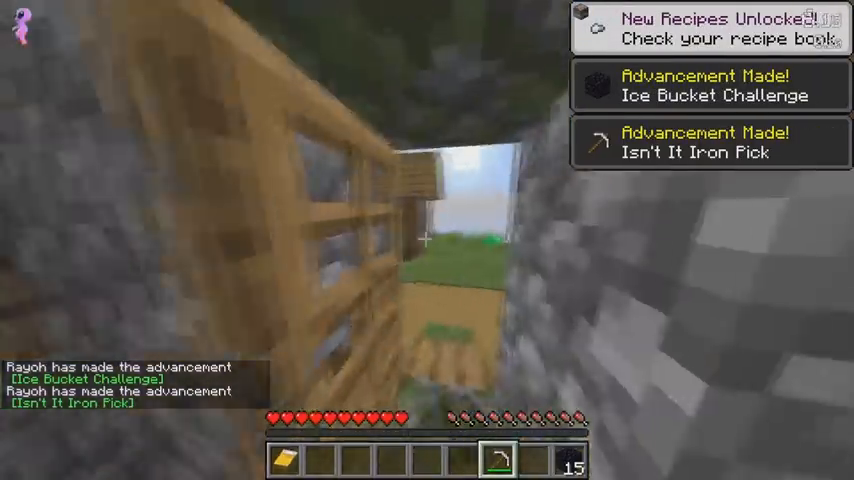 New Recipes Unlocked!
Check your recipe book
Advancement Made!
Ice Bucket Challenge
Advancement Made!
Isn't It Iron Pick
Rayoh has made the advancement
[Ice Bucket Challenge]
Rayoh has made the advancement
[Isn't It Iron Pick]
15